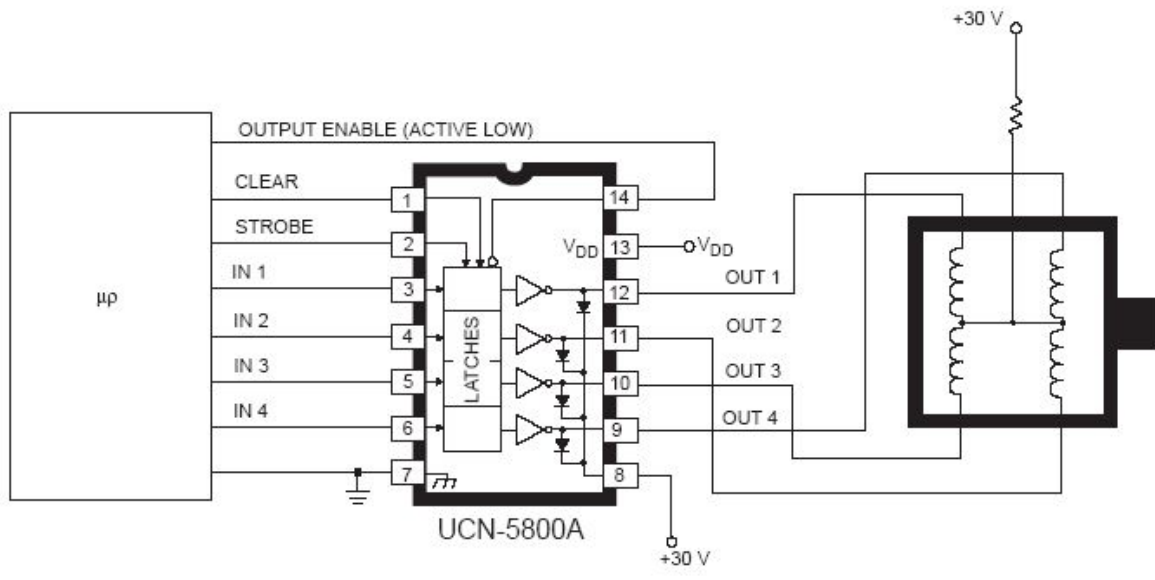 +30 V
OUTPUT ENABLE (ACTIVE LOW)
CLEAR
1
14
STROBE
2
VDD
13
VDD
μρ
IN 1
3
12
OUT 1
IN 2
4
LATCHES
11
OUT 2
IN 3
5
10
OUT 3
IN 4
6
9
OUT 4
7
8
UCN-5800A
+30 V